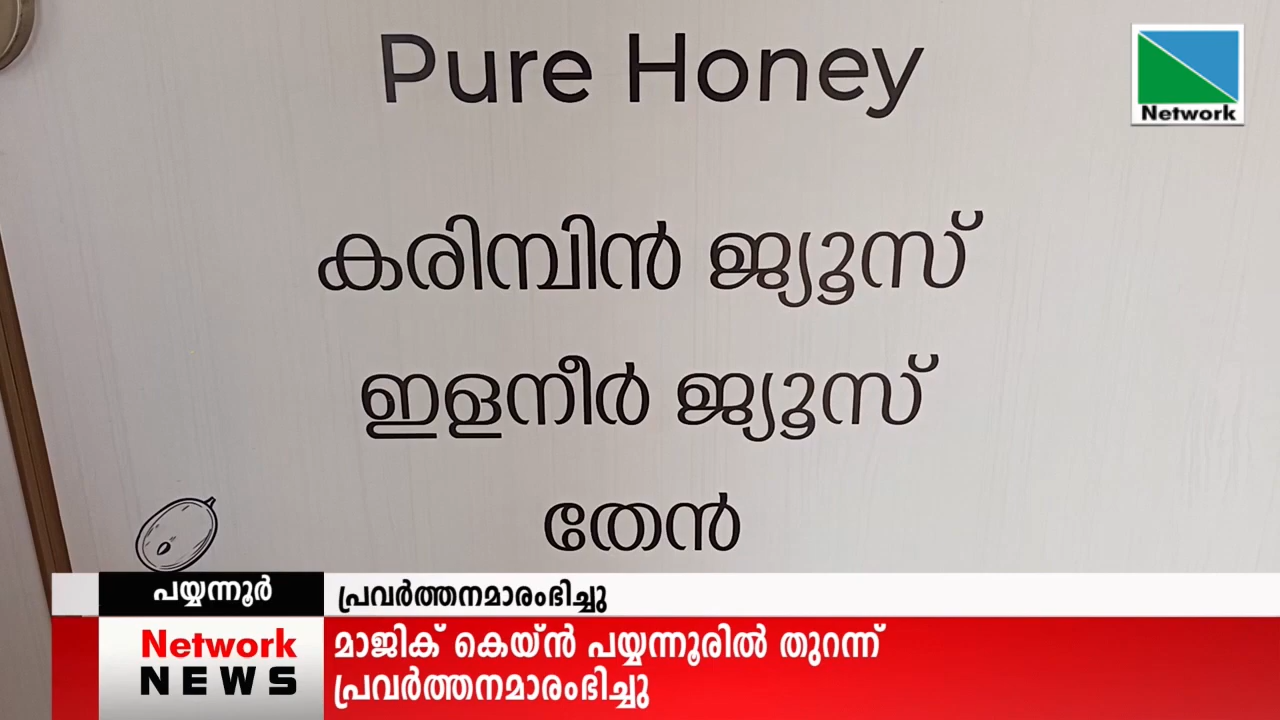 Pure Honey
Network
കരിമ്പിൻ ജ്യൂസ്
ഇളനീർ ജ്യൂസ്
തേൻ
പയ്യന്നൂർ
പ്രവർത്തനമാരംഭിച്ചു
Network
NEWS
മാജിക് കെയ്ൻ പയ്യന്നൂരിൽ തുറന്ന്
പ്രവർത്തനമാരംഭിച്ചു